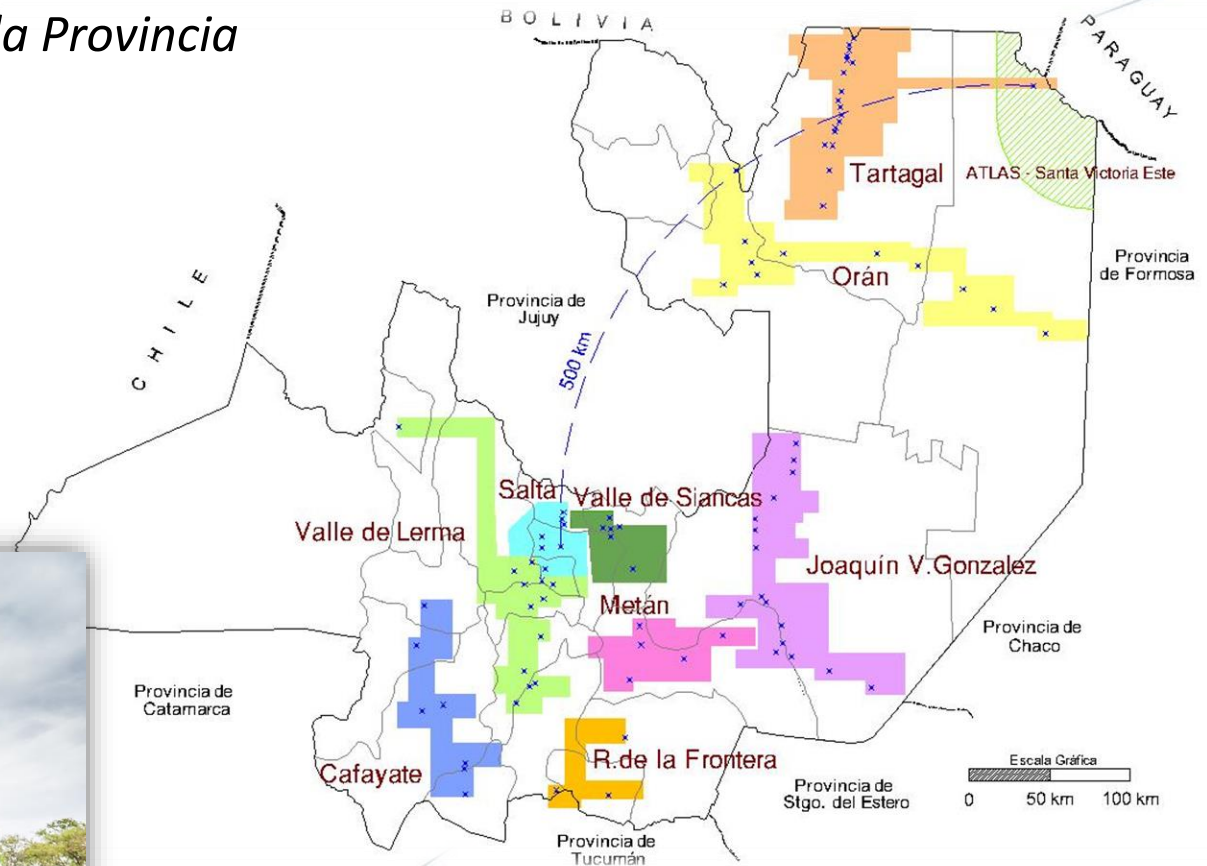 la Provincia
BOLIVIA
PARAGUAY
Tartagal
ATLAS - Santa Victoria Este
Provincia
de Formosa
Orán
CHILE
Provincia de
Jujuy
500 km
Salta
Valle de Siancas
Valle de Lerma
Joaquín V.Gonzalez
Metán
Provincia de
Chaco
Provincia de
Catamarca
Cafayate
R.de la Frontera
Escala Gráfica
0 50 km 100 km
Provincia de
Stgo. del Estero
Provincia de
Tucumán